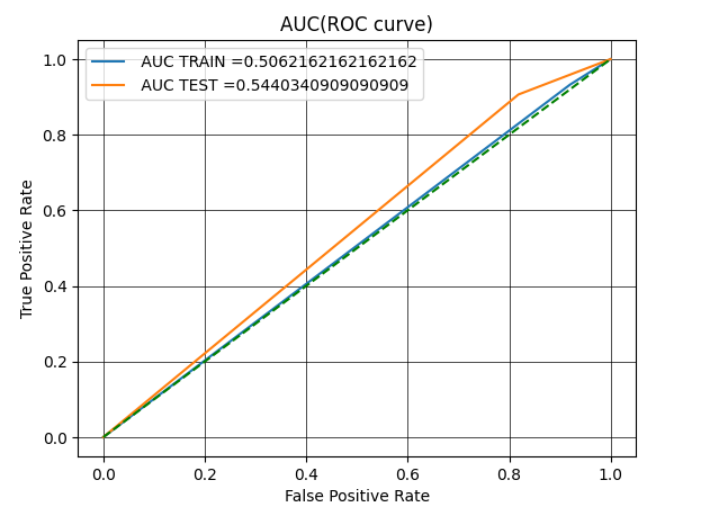 AUC(ROC curve)
AUC TRAIN =0.5062162162162162
AUC TEST =0.5440340909090909
1.0
0.8
0.6
0.4
0.2
0.0
True Positive Rate
0.0 0.2 0.4 0.6 0.8 1.0
False Positive Rate